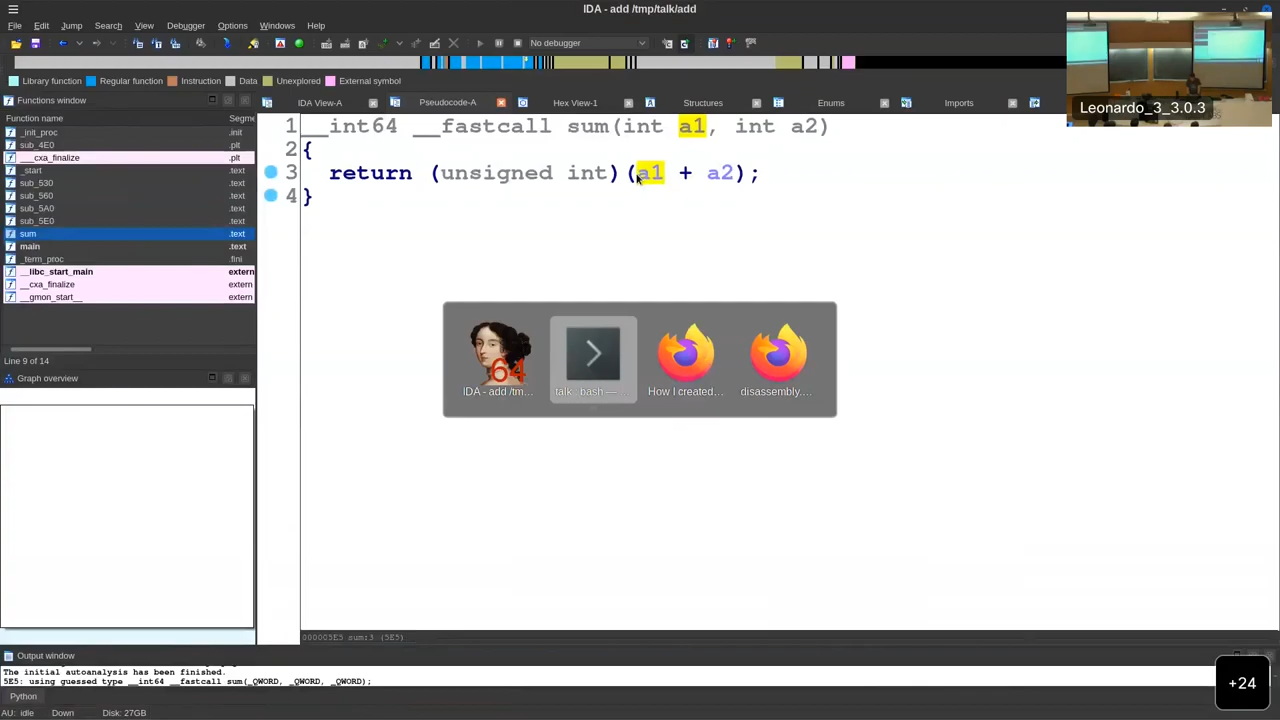 IDA - add /tmp/talk/add
File Edit Jump Search View Debugger Options Windows Help
No debugger
Library function Regular function Instruction Data Unexplored External symbol
Leonardo_3_3.0.3
Functions window
IDA View-A Pseudocode-A Hex View-1 Structures Enums Imports
Function name Segme
_init_proc .init
sub_4E0 .plt
__cxa_finalize .plt
_start .text
sub_530 .text
sub_560 .text
sub_5A0 .text
sub_5E0 .text
sum .text
main .text
_term_proc .fini
__libc_start_main extern
__cxa_finalize extern
__gmon_start__ extern
Line 9 of 14
Graph overview
1 __int64 __fastcall sum(int a1, int a2)
2 {
3 return (unsigned int)(a1 + a2);
4 }
64
IDA - add /tm... talk : bash — ... How I created... disassembly....
000005E5 sum:3 (5E5)
Output window
The initial autoanalysis has been finished.
5E5: using guessed type __int64 __fastcall sum(_QWORD, _QWORD, _QWORD);
Python
AU: idle Down Disk: 27GB
+24